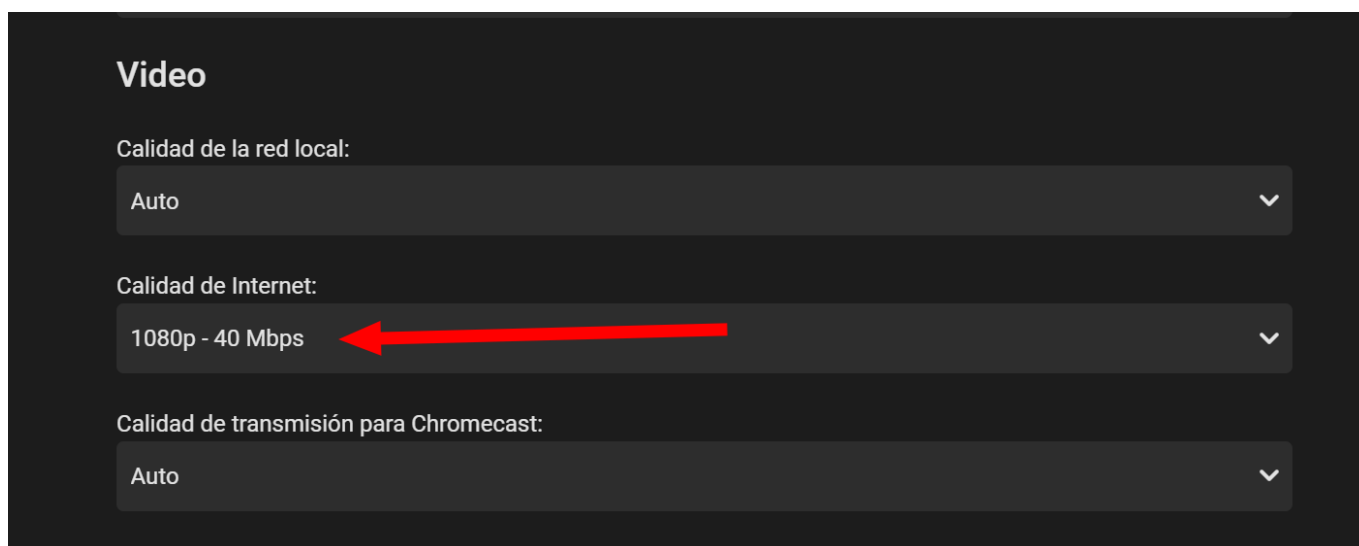 Video
Calidad de la red local:
Auto
Calidad de Internet:
1080p - 40 Mbps
Calidad de transmisión para Chromecast:
Auto